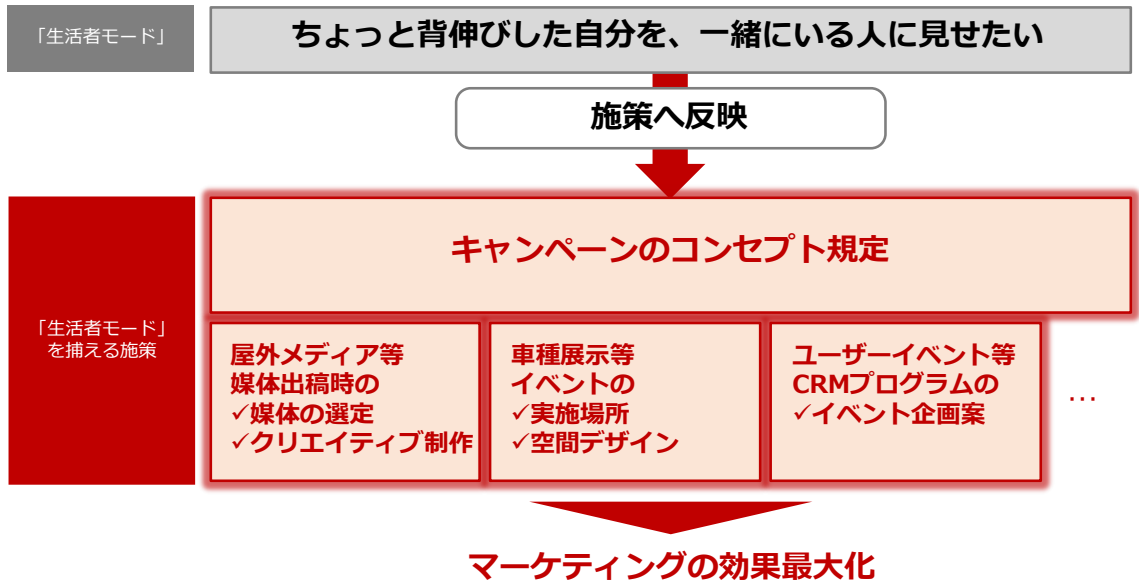 「生活者モード」
ちょっと背伸びした自分を、一緒にいる人に見せたい
施策へ反映
「生活者モード」
を捕える施策
キャンペーンのコンセプト規定
屋外メディア等
媒体出稿時の
✓媒体の選定
✓クリエイティブ制作
車種展示等
イベントの
✓実施場所
✓空間デザイン
ユーザーイベント等
CRMプログラムの
✓イベント企画案
…
マーケティングの効果最大化